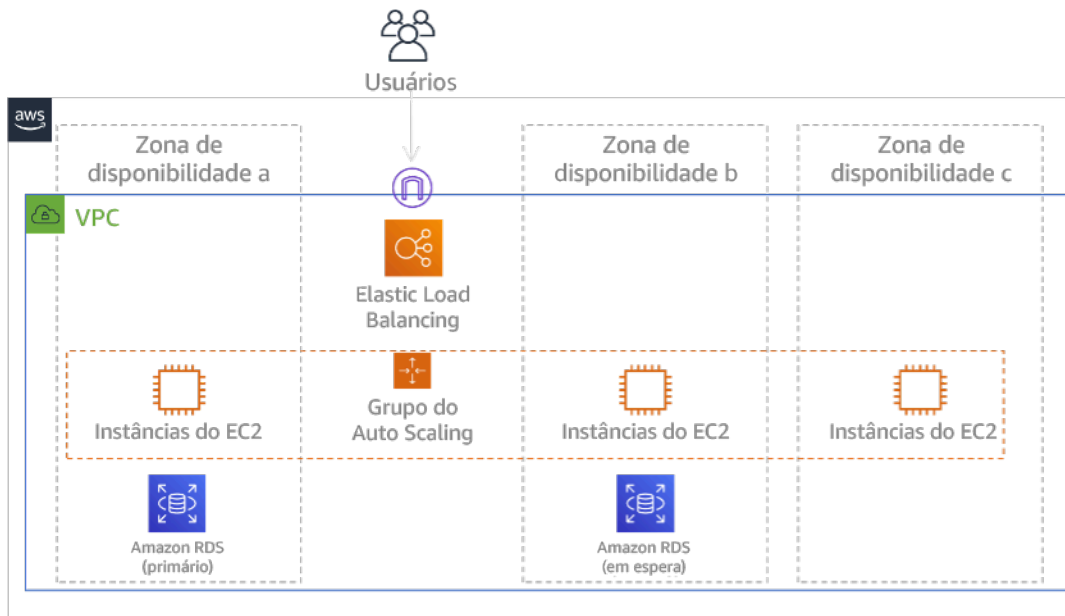 Usuários
aws
Zona de
disponibilidade a
Zona de
disponibilidade b
Zona de
disponibilidade c
VPC
Elastic Load
Balancing
Instâncias do EC2
Grupo do
Auto Scaling
Instâncias do EC2
Instâncias do EC2
Amazon RDS
(primário)
Amazon RDS
(em espera)